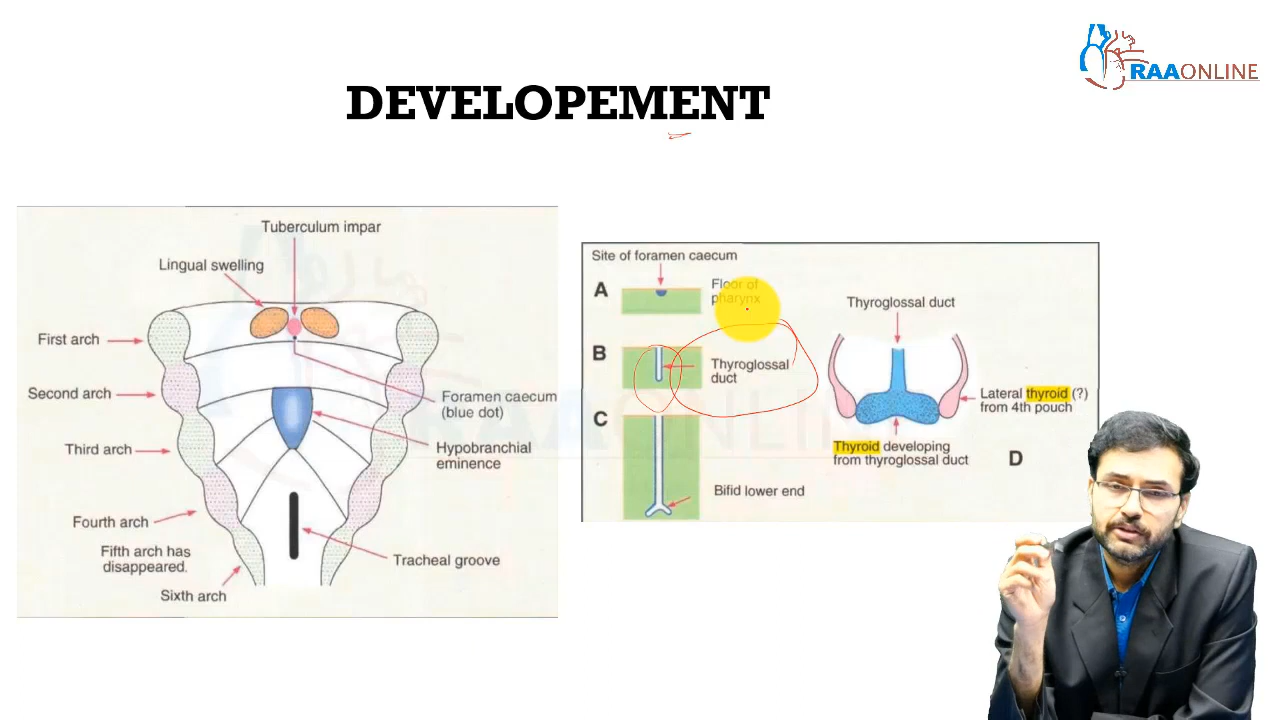 RAAONLINE
DEVELOPEMENT
Tuberculum impar
Lingual swelling
First arch
Second arch
Third arch
Fourth arch
Fifth arch has
disappeared.
Sixth arch
Foramen caecum
(blue dot)
Hypobranchial
eminence
Tracheal groove
Site of foramen caecum
A
Floor of
pharynx
B
Thyroglossal
duct
C
Bifid lower end
Thyroglossal duct
Lateral thyroid (?)
from 4th pouch
Thyroid developing
from thyroglossal duct
D